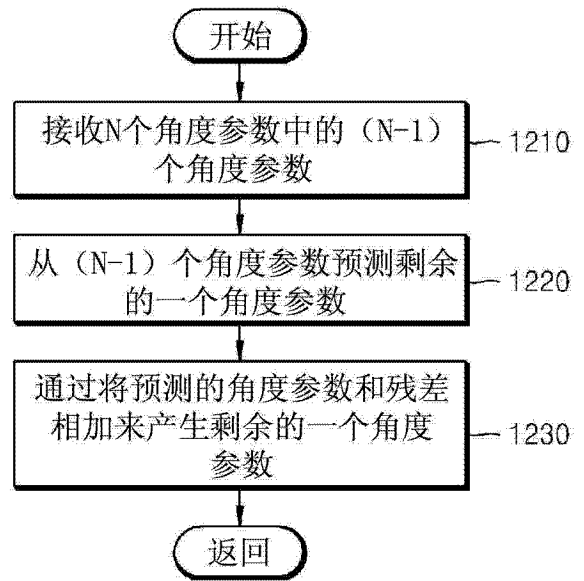 开始
接收N个角度参数中的（N-1）
个角度参数
1210
从（N-1）个角度参数预测剩余
的一个角度参数
1220
通过将预测的角度参数和残差
相加来产生剩余的一个角度
参数
1230
返回